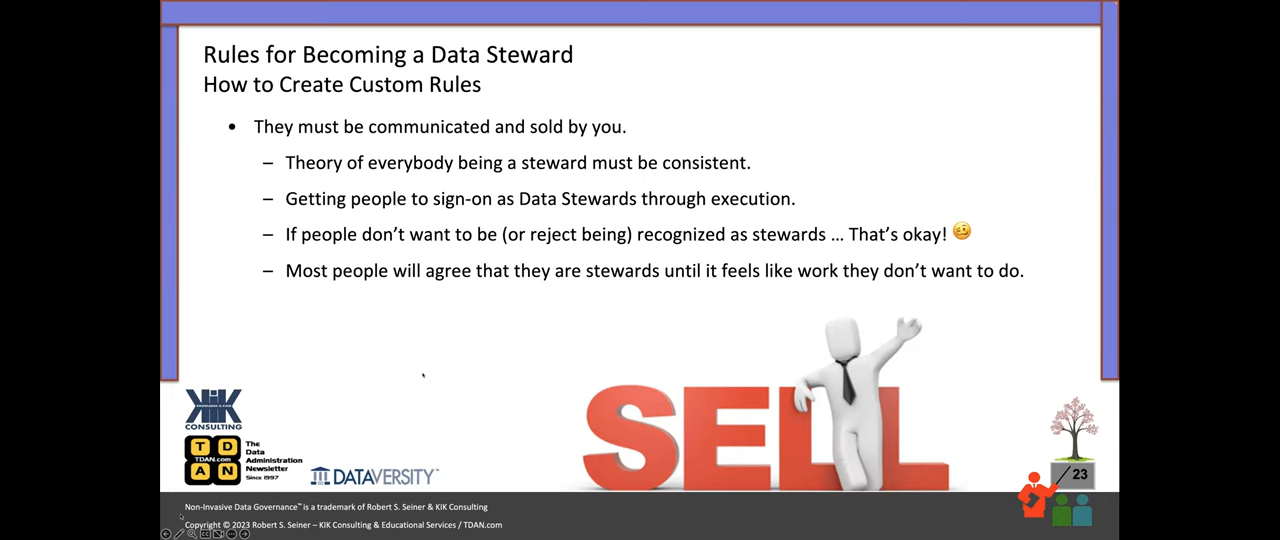 Rules for Becoming a Data Steward
How to Create Custom Rules
• They must be communicated and sold by you.
– Theory of everybody being a steward must be consistent.
– Getting people to sign-on as Data Stewards through execution.
– If people don’t want to be (or reject being) recognized as stewards … That’s okay! 🥴
– Most people will agree that they are stewards until it feels like work they don’t want to do.
SELL
KIK
CONSULTING
T D
TDAN.com
A N
The
Data
Administration
Newsletter
Since 1997
DATAVERSITY™
/ 23
Non-Invasive Data Governance™ is a trademark of Robert S. Seiner & KIK Consulting
Copyright © 2023 Robert S. Seiner – KIK Consulting & Educational Services / TDAN.com